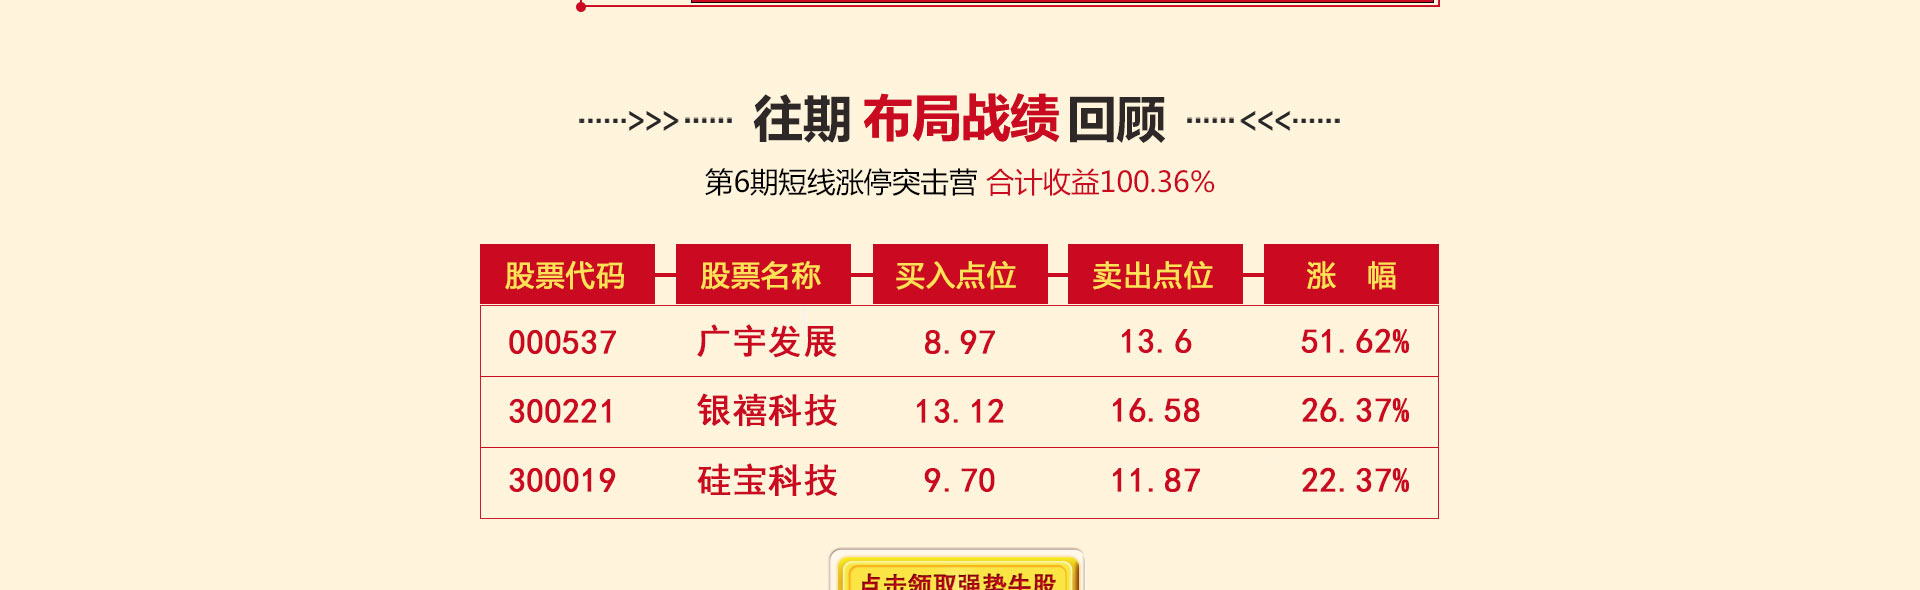 ······>>>······ 往期 布局战绩 回顾 ······<<<······
第6期短线涨停突击营 合计收益100.36%
股票代码 股票名称 买入点位 卖出点位 涨 幅
000537 广宇发展 8.97 13.6 51.62%
300221 银禧科技 13.12 16.58 26.37%
300019 硅宝科技 9.70 11.87 22.37%
点击领取强势牛股